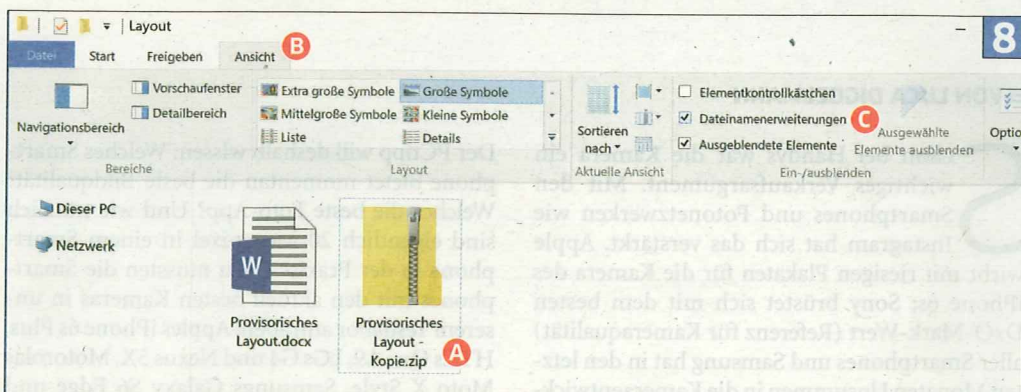 Layout
8
Datei Start Freigeben Ansicht B
Navigationsbereich
Vorschaufenster
Detailbereich
Bereiche
Extra große Symbole Große Symbole
Mittelgroße Symbole Kleine Symbole
Liste Details
Layout
Sortieren
nach
Aktuelle Ansicht
Elementkontrollkästchen
Dateinamenerweiterungen C
Ausgeblendete Elemente
Ausgewählte
Elemente ausblenden
Ein-/ausblenden
Optio
Dieser PC
Netzwerk
W
Provisorisches
Layout.docx
Provisorisches
Layout -
Kopie.zip A